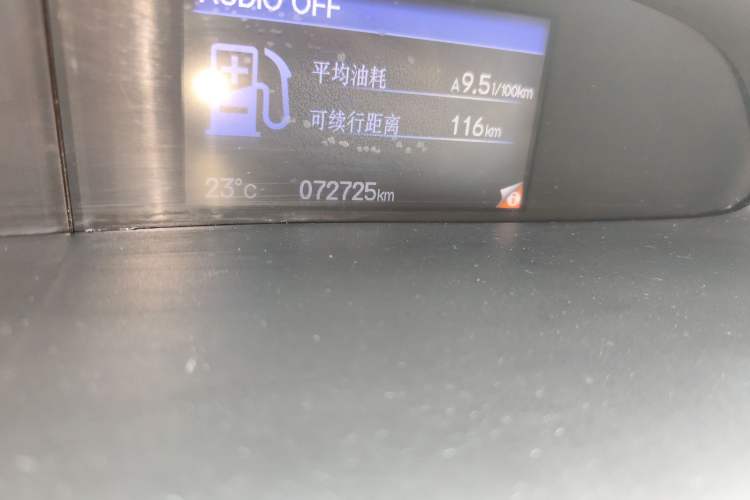 AUDIO OFF
平均油耗 A9.5l/100km
可续行距离 116km
23°C 072725km